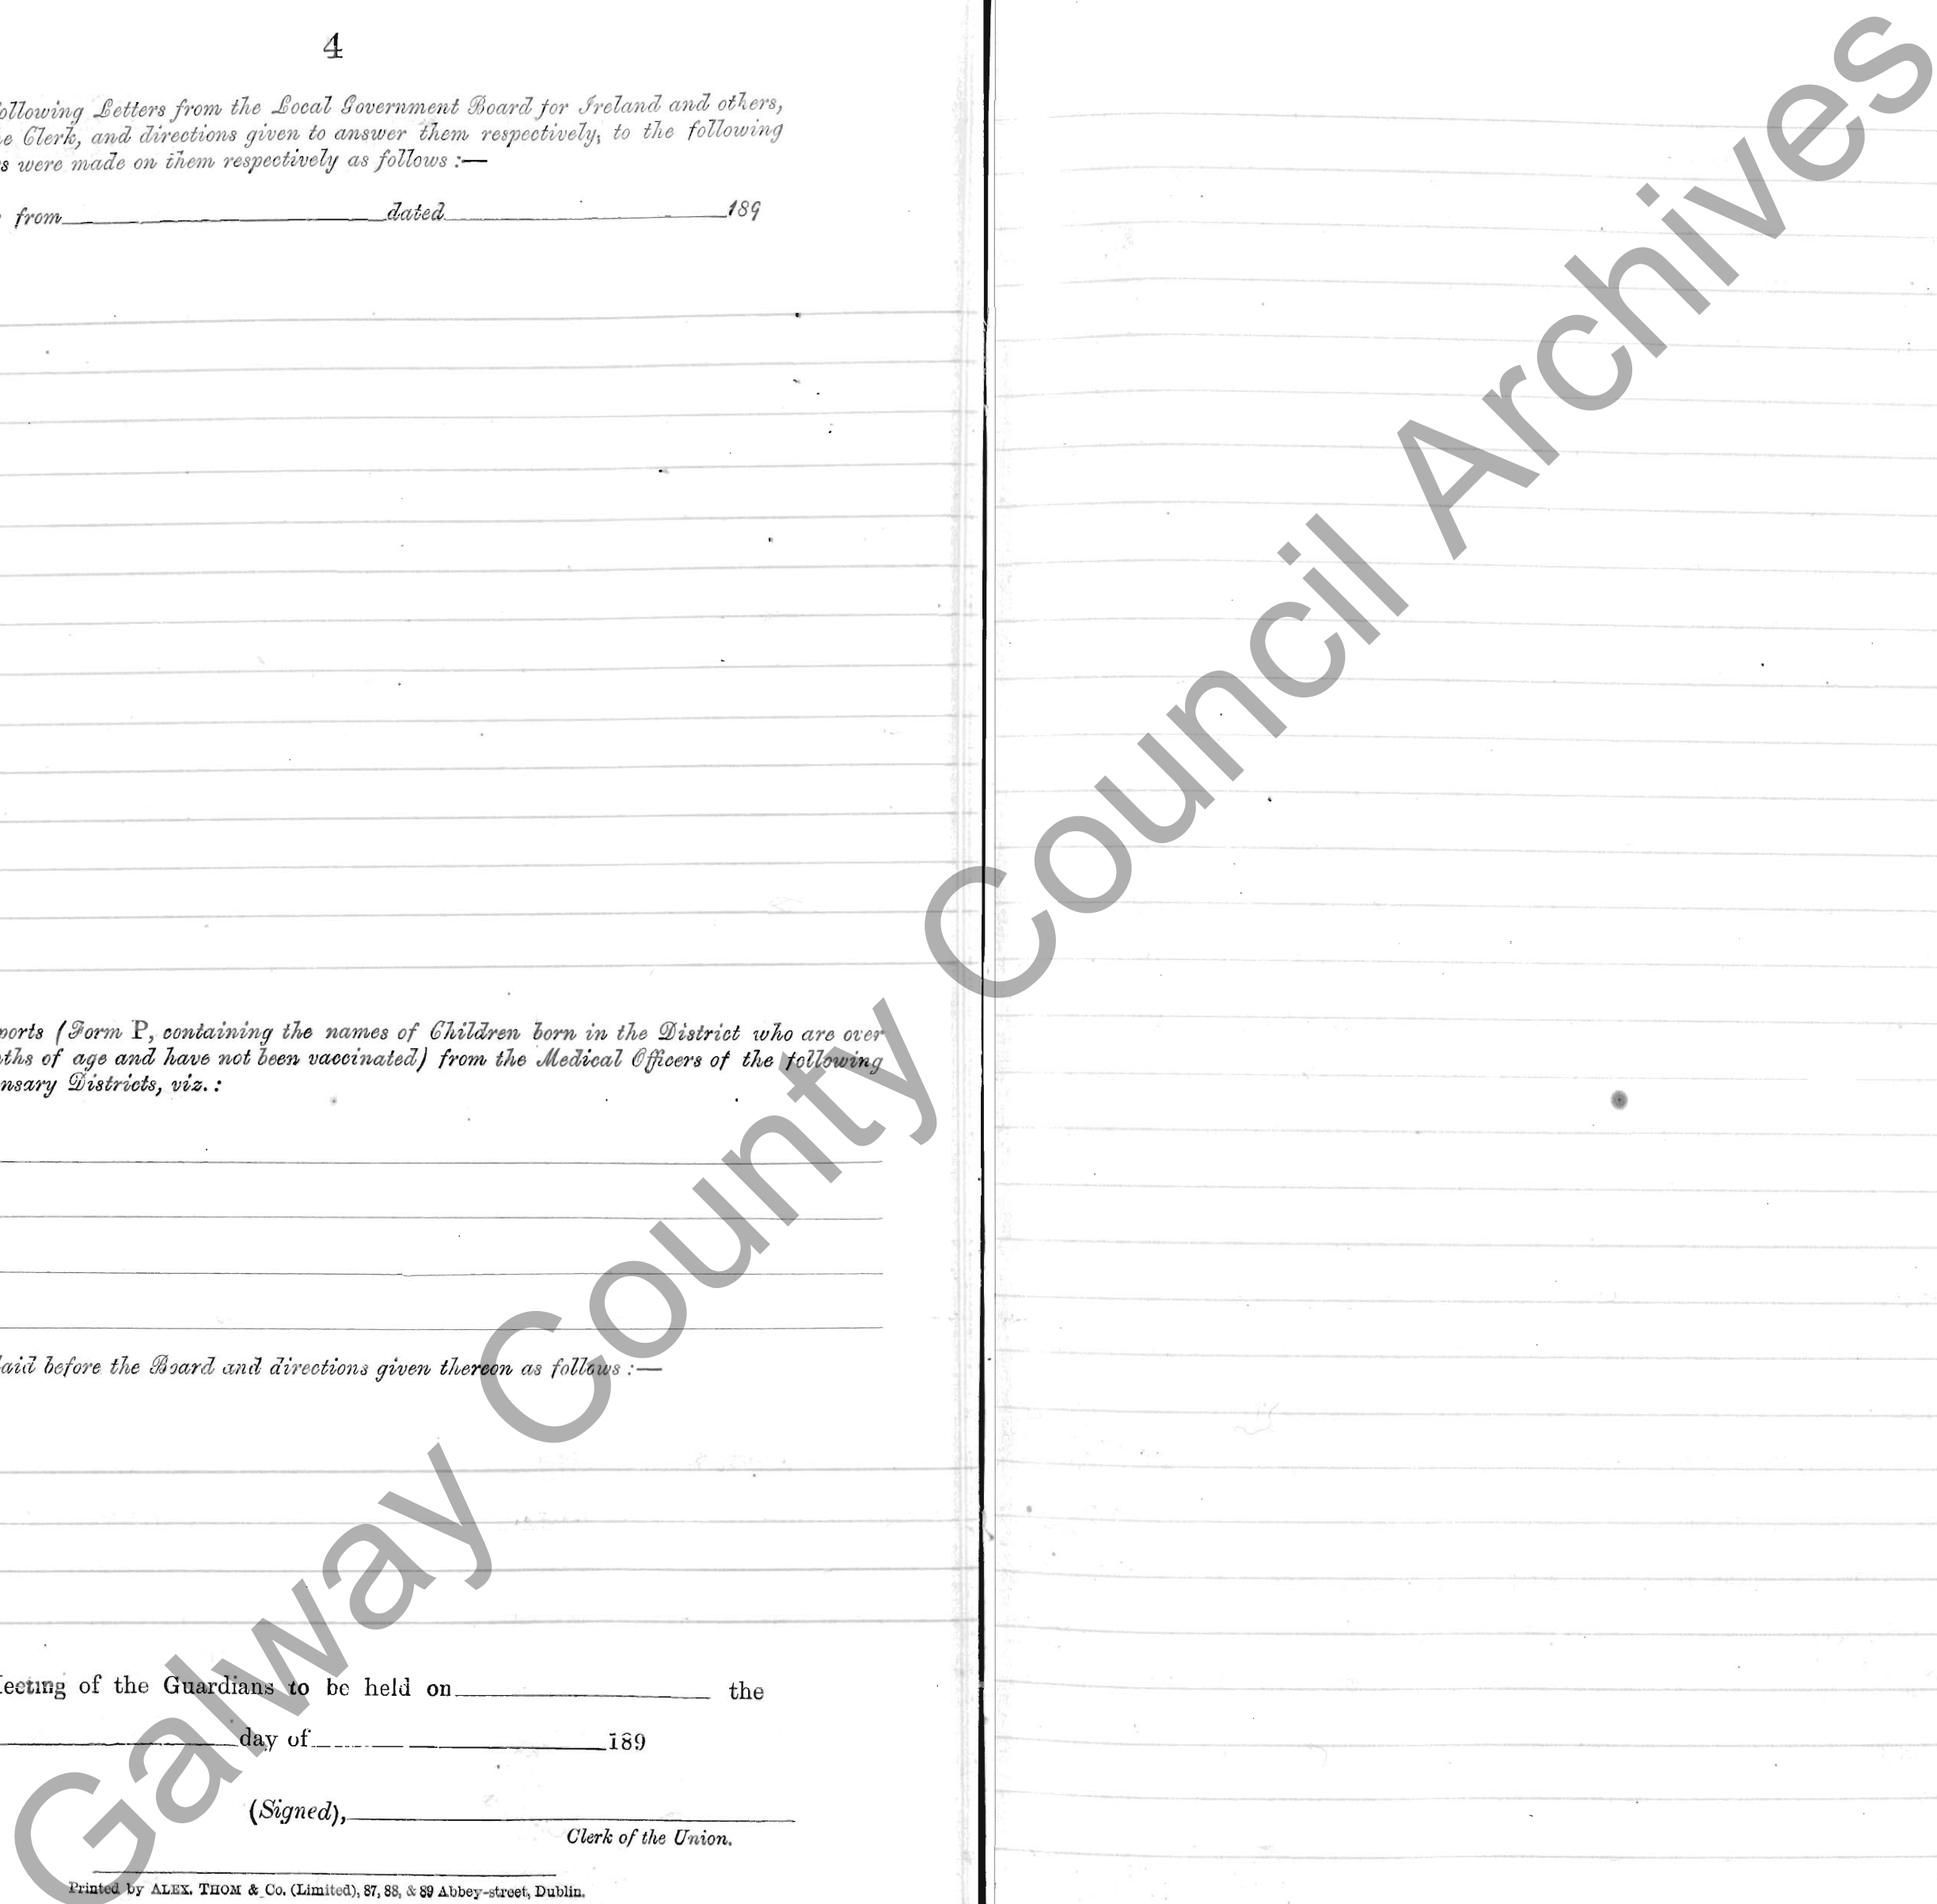 4
ollowing Letters from the Local Government Board for Ireland and others,
e Clerk, and directions given to answer them respectively, to the following
s were made on them respectively as follows :—
from dated 189
ports (Form P, containing the names of Children born in the District who are over
ths of age and have not been vaccinated) from the Medical Officers of the following
nsary Districts, viz. :
laid before the Board and directions given thereon as follows :—
eeting of the Guardians to be held on the
day of 189
(Signed),
Clerk of the Union.
Printed by ALEX. THOM & Co. (Limited), 87, 88, & 89 Abbey-street, Dublin.
Galway County Council Archives